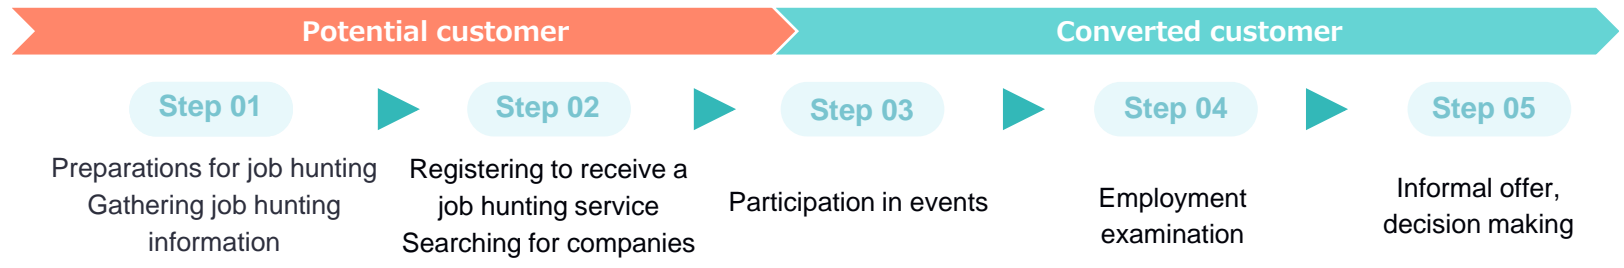 Potential customer
Converted customer
Step 01
Step 02
Step 03
Step 04
Step 05
Preparations for job hunting
Gathering job hunting
information
Registering to receive a
job hunting service
Searching for companies
Participation in events
Employment
examination
Informal offer,
decision making